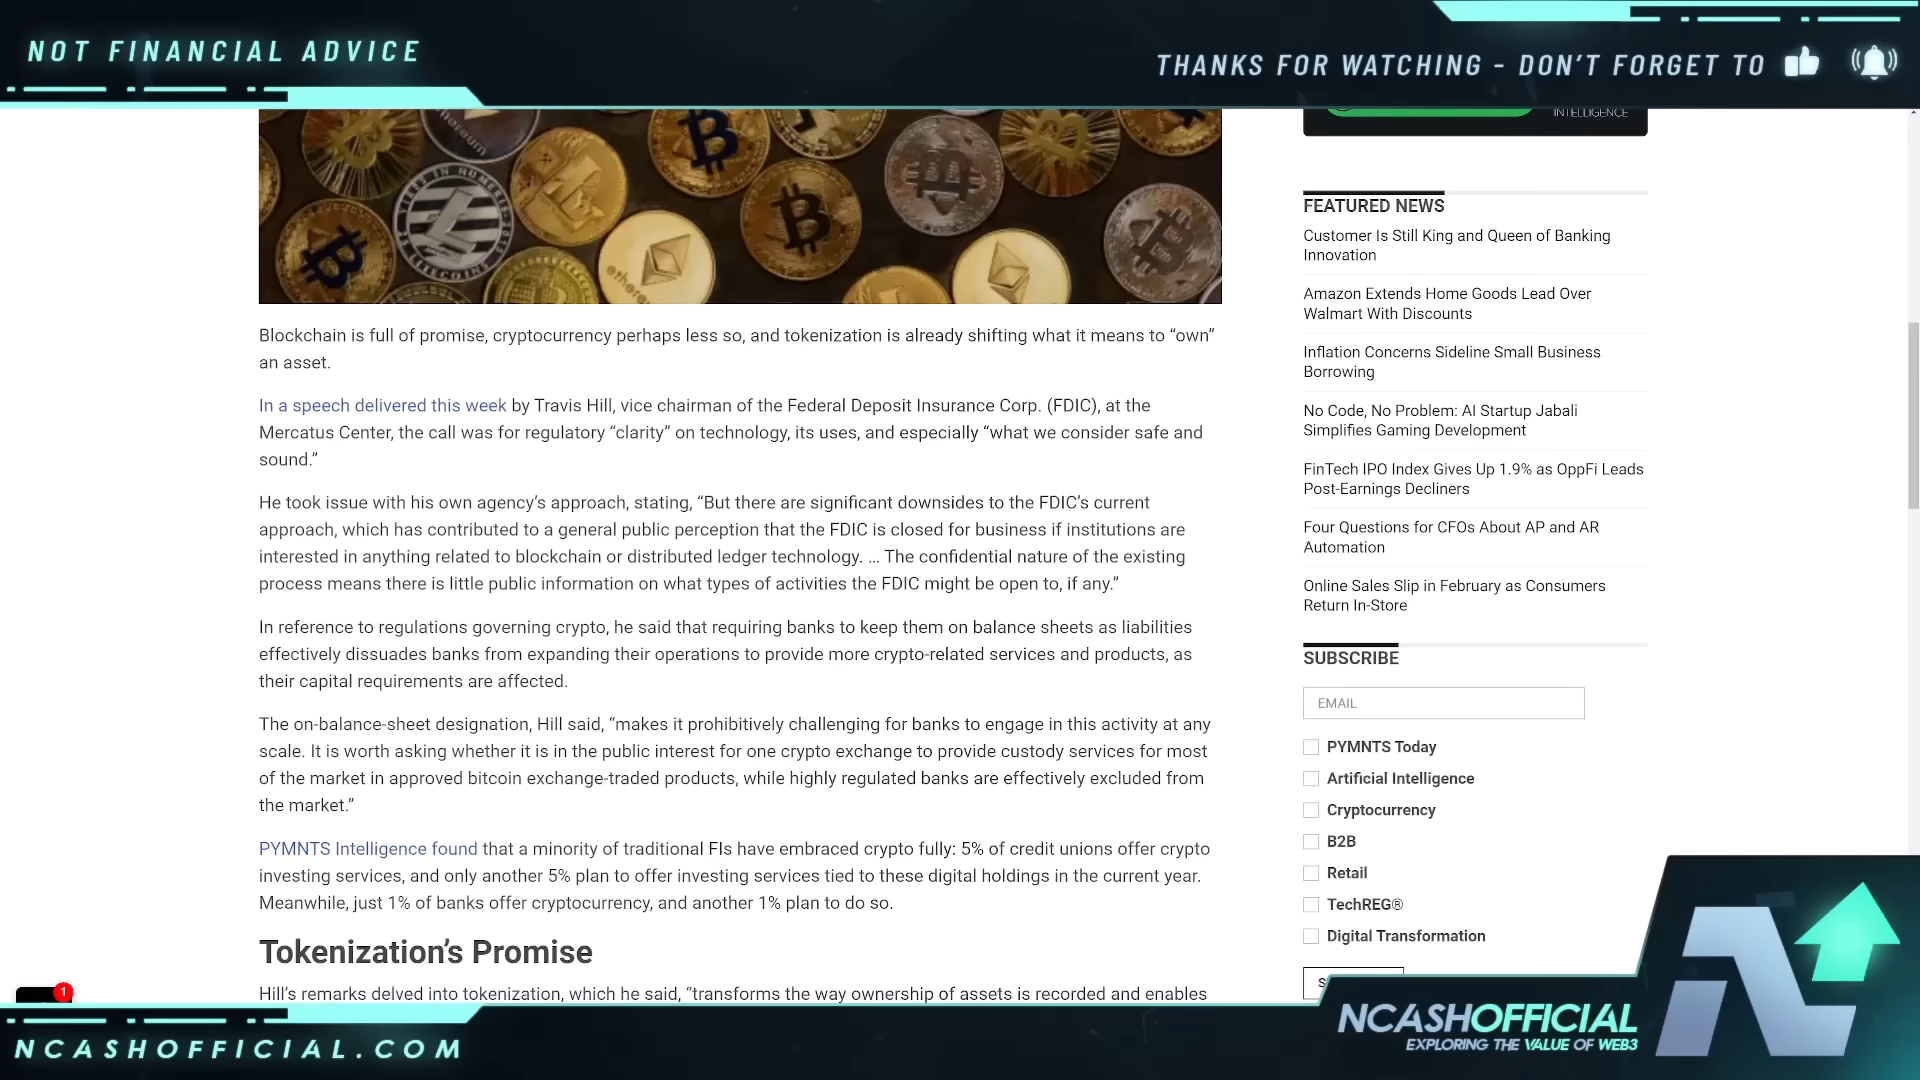 NOT FINANCIAL ADVICE
THANKS FOR WATCHING - DON'T FORGET TO
INTELLIGENCE
Blockchain is full of promise, cryptocurrency perhaps less so, and tokenization is already shifting what it means to “own”
an asset.
In a speech delivered this week by Travis Hill, vice chairman of the Federal Deposit Insurance Corp. (FDIC), at the
Mercatus Center, the call was for regulatory “clarity” on technology, its uses, and especially “what we consider safe and
sound.”
He took issue with his own agency’s approach, stating, “But there are significant downsides to the FDIC’s current
approach, which has contributed to a general public perception that the FDIC is closed for business if institutions are
interested in anything related to blockchain or distributed ledger technology. … The confidential nature of the existing
process means there is little public information on what types of activities the FDIC might be open to, if any.”
In reference to regulations governing crypto, he said that requiring banks to keep them on balance sheets as liabilities
effectively dissuades banks from expanding their operations to provide more crypto-related services and products, as
their capital requirements are affected.
The on-balance-sheet designation, Hill said, “makes it prohibitively challenging for banks to engage in this activity at any
scale. It is worth asking whether it is in the public interest for one crypto exchange to provide custody services for most
of the market in approved bitcoin exchange-traded products, while highly regulated banks are effectively excluded from
the market.”
PYMNTS Intelligence found that a minority of traditional FIs have embraced crypto fully: 5% of credit unions offer crypto
investing services, and only another 5% plan to offer investing services tied to these digital holdings in the current year.
Meanwhile, just 1% of banks offer cryptocurrency, and another 1% plan to do so.
Tokenization’s Promise
Hill’s remarks delved into tokenization, which he said, “transforms the way ownership of assets is recorded and enables
FEATURED NEWS
Customer Is Still King and Queen of Banking
Innovation
Amazon Extends Home Goods Lead Over
Walmart With Discounts
Inflation Concerns Sideline Small Business
Borrowing
No Code, No Problem: AI Startup Jabali
Simplifies Gaming Development
FinTech IPO Index Gives Up 1.9% as OppFi Leads
Post-Earnings Decliners
Four Questions for CFOs About AP and AR
Automation
Online Sales Slip in February as Consumers
Return In-Store
SUBSCRIBE
EMAIL
PYMNTS Today
Artificial Intelligence
Cryptocurrency
B2B
Retail
TechREG®
Digital Transformation
1
NCASHOFFICIAL.COM
NCASHOFFICIAL
EXPLORING THE VALUE OF WEB3